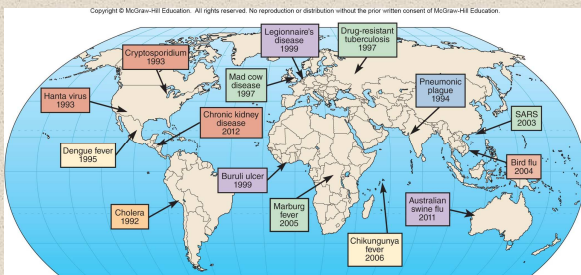 Copyright © McGraw-Hill Education. All rights reserved. No reproduction or distribution without the prior written consent of McGraw-Hill Education.
Cryptosporidium
1993
Legionnaire's
disease
1999
Drug-resistant
tuberculosis
1997
Mad cow
disease
1997
Pneumonic
plague
1994
Hanta virus
1993
Chronic kidney
disease
2012
SARS
2003
Dengue fever
1995
Bird flu
2004
Buruli ulcer
1999
Cholera
1992
Marburg
fever
2005
Australian
swine flu
2011
Chikungunya
fever
2006